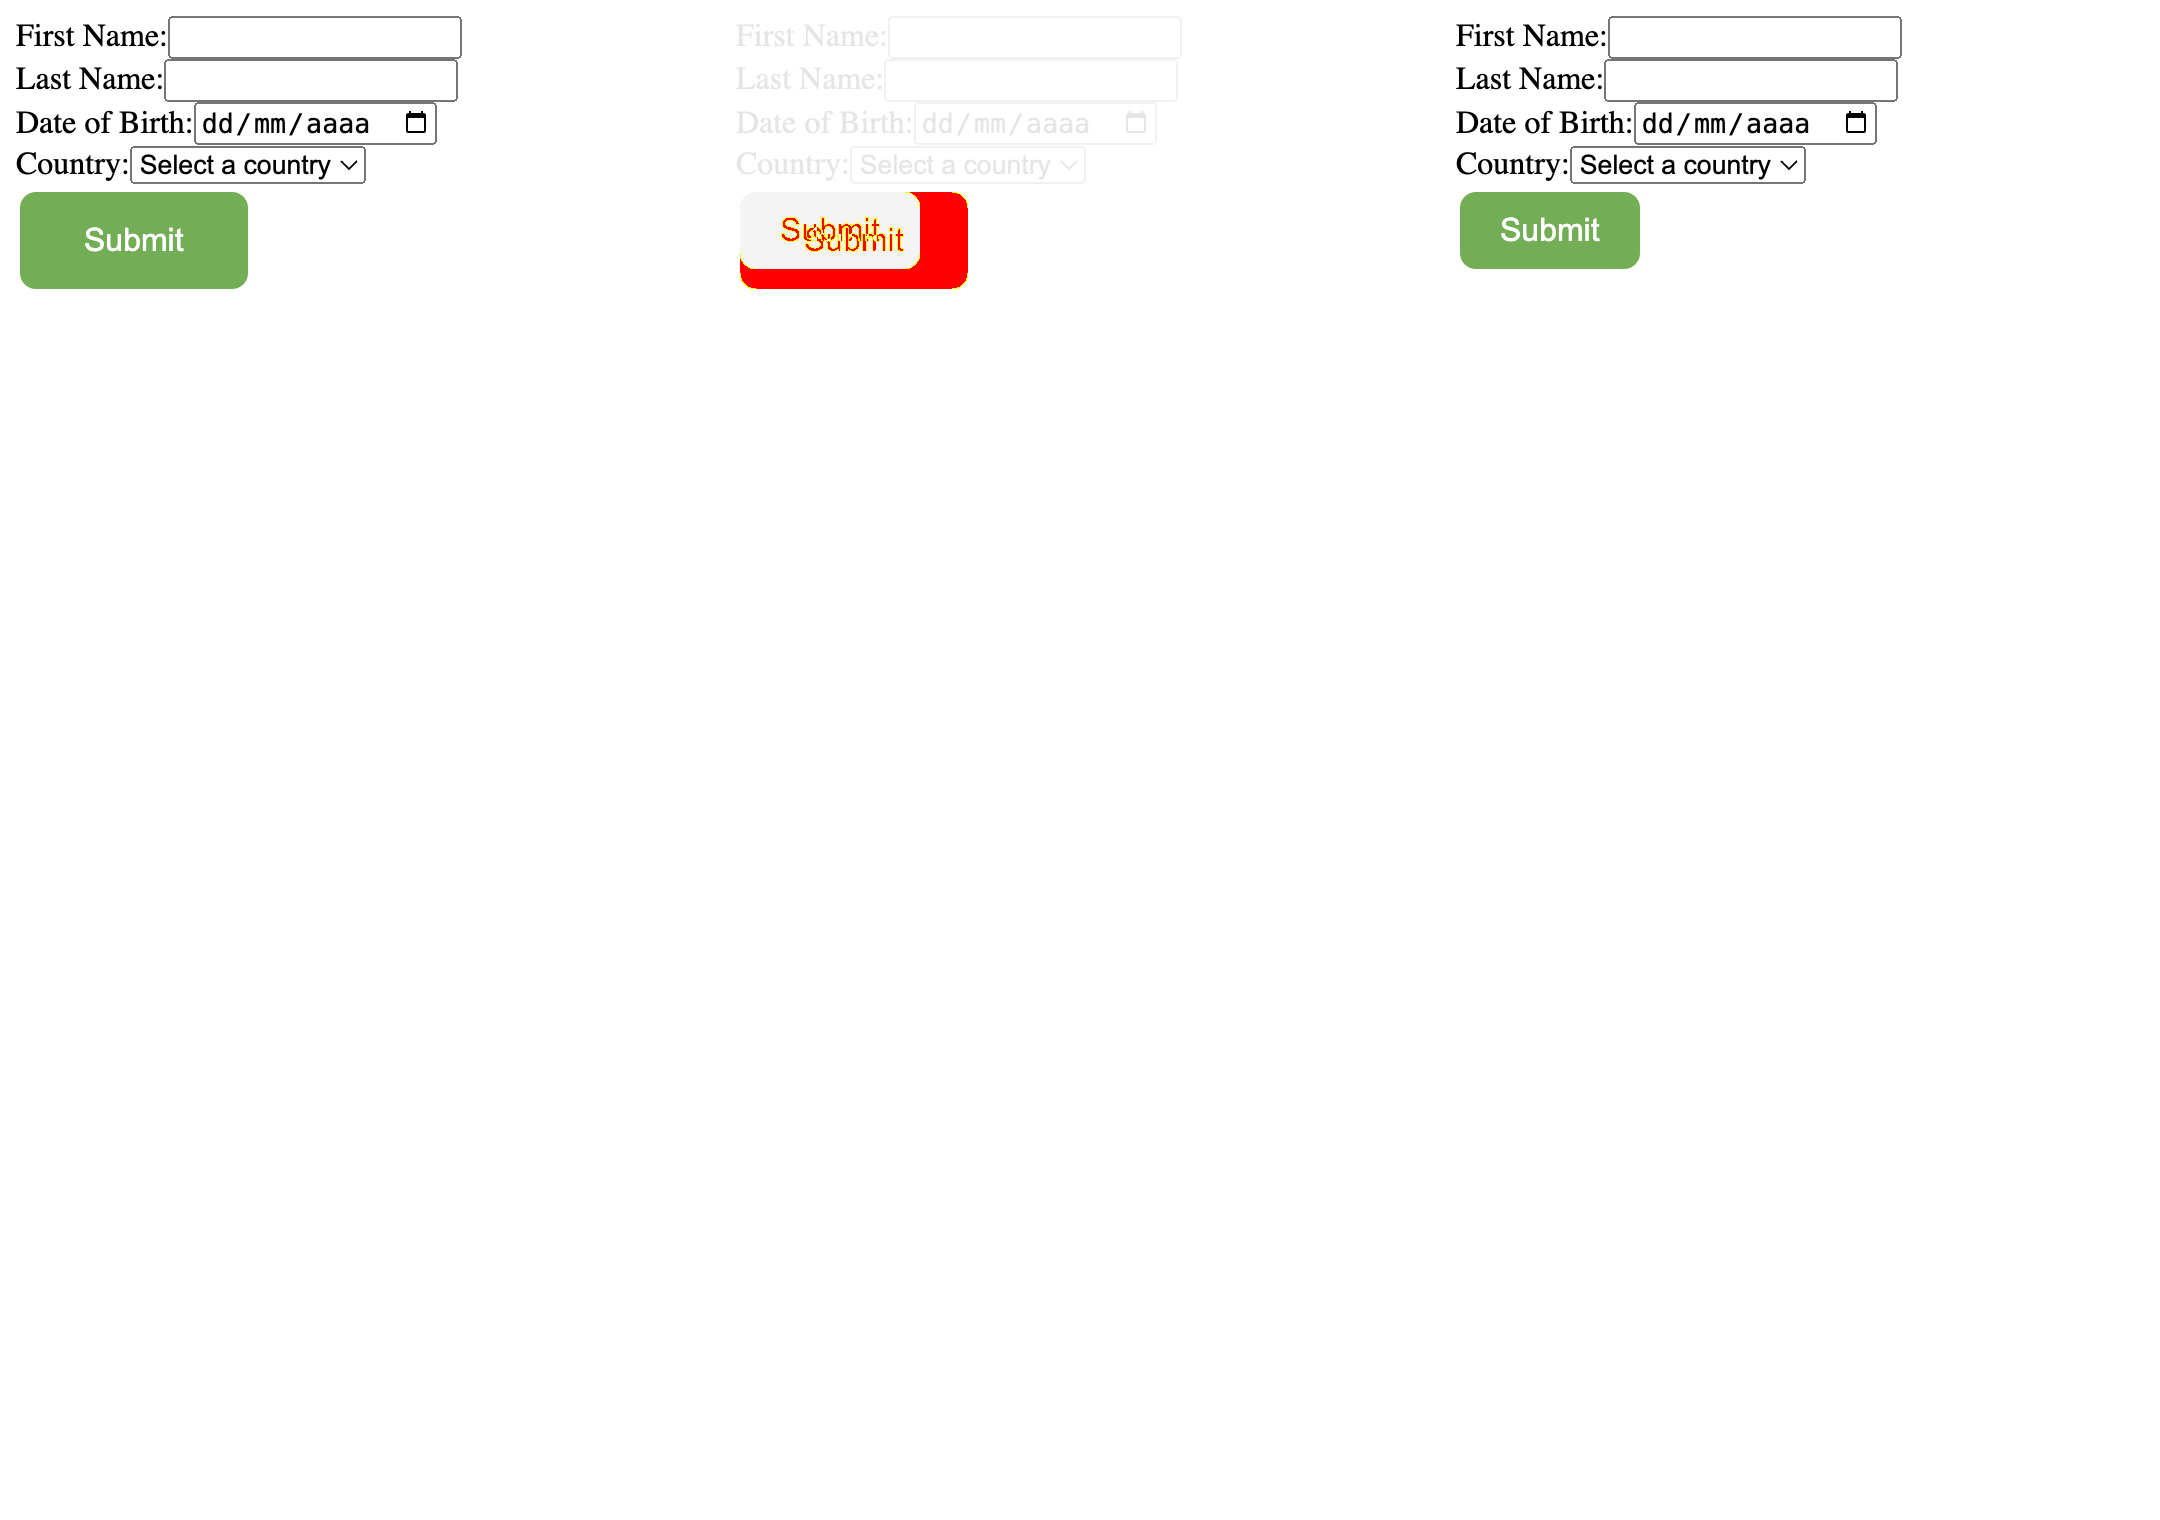 First Name:
Last Name:
Date of Birth: dd/mm/aaaa
Country: Select a country
Submit
First Name:
Last Name:
Date of Birth: dd/mm/aaaa
Country: Select a country
Submit
Submit
First Name:
Last Name:
Date of Birth: dd/mm/aaaa
Country: Select a country
Submit